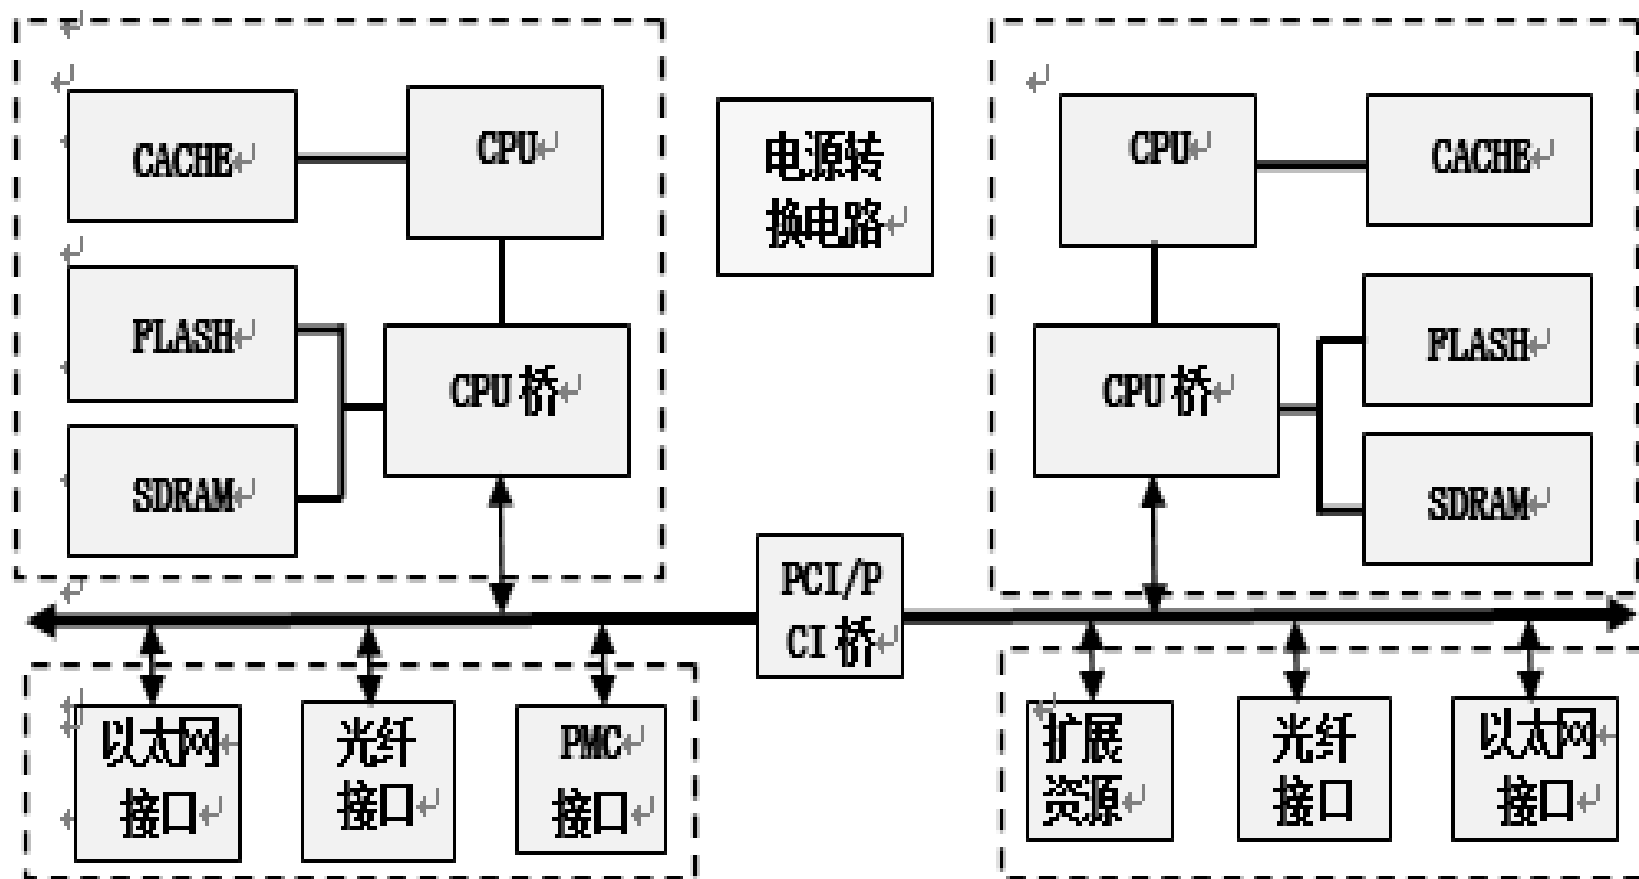 CACHE
CPU
FLASH
CPU 桥
SDRAM
电源转
换电路
CPU
CACHE
CPU 桥
FLASH
SDRAM
PCI/P
CI 桥
以太网
接口
光纤
接口
PMC
接口
扩展
资源
光纤
接口
以太网
接口